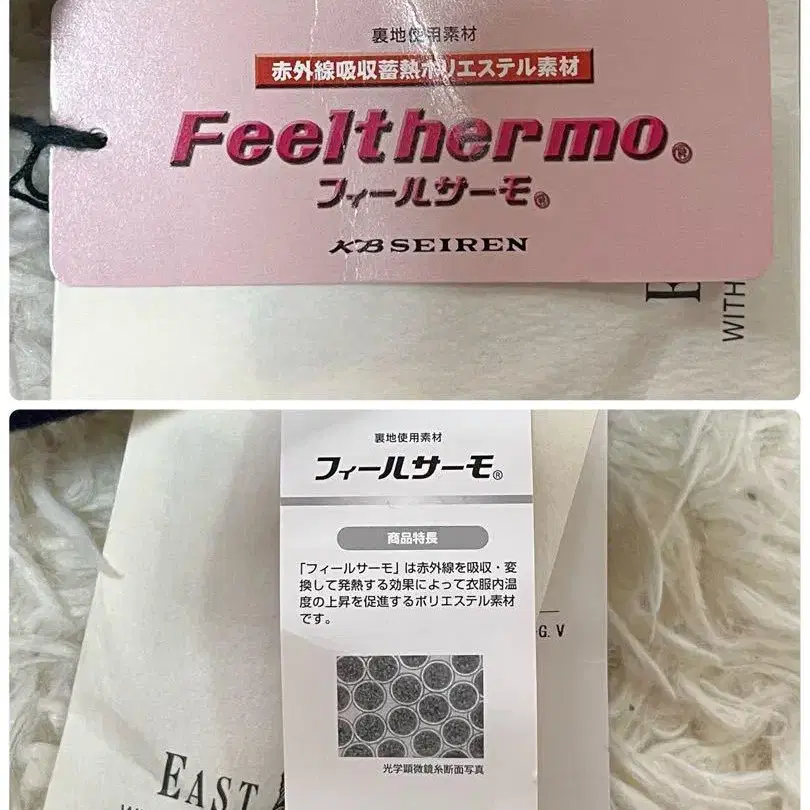 裏地使用素材
赤外線吸収蓄熱ポリエステル素材
Feelthermo®
フィールサーモ®
KB SEIREN
E
WITH
裏地使用素材
フィールサーモ®
商品特長
「フィールサーモ」は赤外線を吸収・変
換して発熱する効果によって衣服内温
度の上昇を促進するポリエステル素材
です。
G. V
光学顕微鏡糸断面写真
EAST